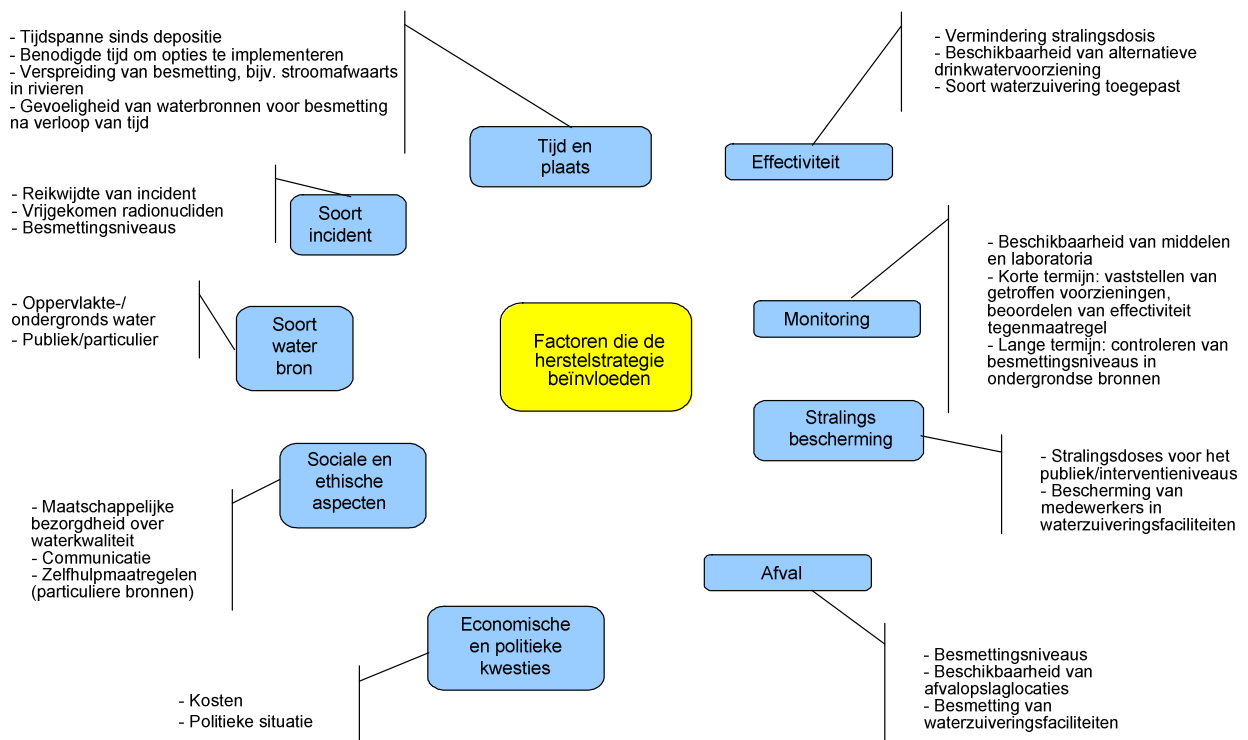 - Tijdspanne sinds depositie
- Benodigde tijd om opties te implementeren
- Verspreiding van besmetting, bijv. stroomafwaarts
in rivieren
- Gevoeligheid van waterbronnen voor besmetting
na verloop van tijd
Tijd en
plaats
- Vermindering stralingsdosis
- Beschikbaarheid van alternatieve
drinkwatervoorziening
- Soort waterzuivering toegepast
Effectiviteit
- Reikwijdte van incident
- Vrijgekomen radionucliden
- Besmettingsniveaus
Soort
incident
- Beschikbaarheid van middelen
en laboratoria
- Korte termijn: vaststellen van
getroffen voorzieningen,
beoordelen van effectiviteit
tegenmaatregel
- Lange termijn: controleren van
besmettingsniveaus in
ondergrondse bronnen
Monitoring
- Oppervlakte-/
ondergronds water
- Publiek/particulier
Soort
water
bron
Factoren die de
herstelstrategie
beïnvloeden
Stralings
bescherming
- Stralingsdoses voor het
publiek/interventieniveaus
- Bescherming van
medewerkers in
waterzuiveringsfaciliteiten
Sociale en
ethische
aspecten
- Maatschappelijke
bezorgdheid over
waterkwaliteit
- Communicatie
- Zelfhulpmaatregelen
(particuliere bronnen)
Afval
- Besmettingsniveaus
- Beschikbaarheid van
afvalopslaglocaties
- Besmetting van
waterzuiveringsfaciliteiten
Economische
en politieke
kwesties
- Kosten
- Politieke situatie